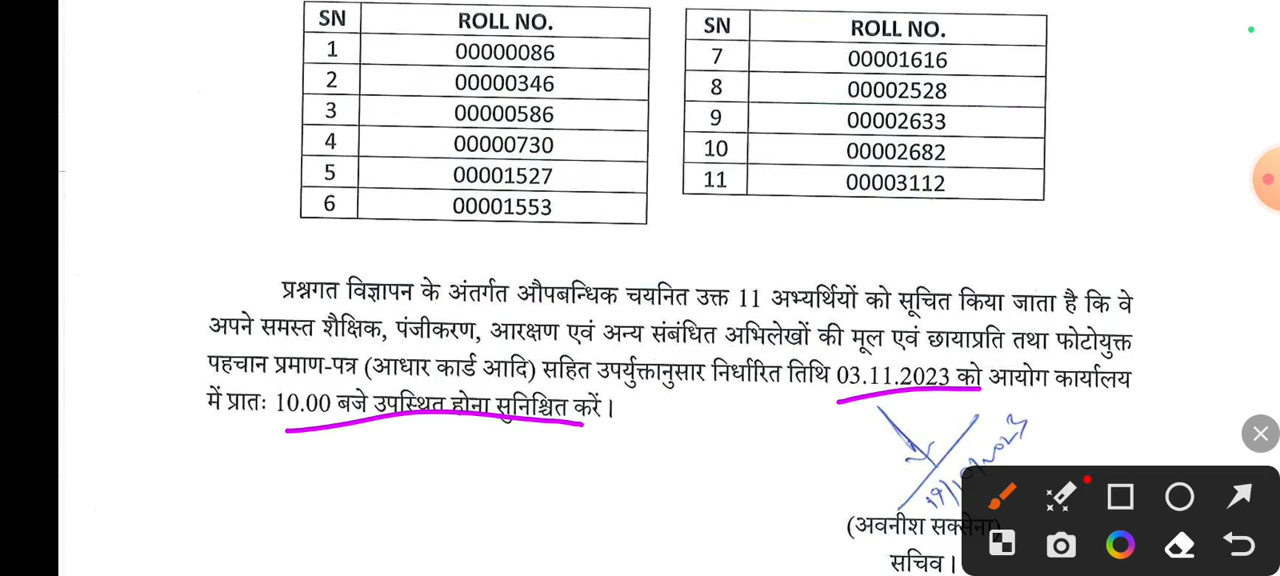 SN ROLL NO.
1 00000086
2 00000346
3 00000586
4 00000730
5 00001527
6 00001553
SN ROLL NO.
7 00001616
8 00002528
9 00002633
10 00002682
11 00003112
प्रश्नगत विज्ञापन के अंतर्गत औपबन्धिक चयनित उक्त 11 अभ्यर्थियों को सूचित किया जाता है कि वे
अपने समस्त शैक्षिक, पंजीकरण, आरक्षण एवं अन्य संबंधित अभिलेखों की मूल एवं छायाप्रति तथा फोटोयुक्त
पहचान प्रमाण-पत्र (आधार कार्ड आदि) सहित उपर्युक्तानुसार निर्धारित तिथि 03.11.2023 को आयोग कार्यालय
में प्रातः 10.00 बजे उपस्थित होना सुनिश्चित करें।
(अवनीश सक्सेना)
सचिव।